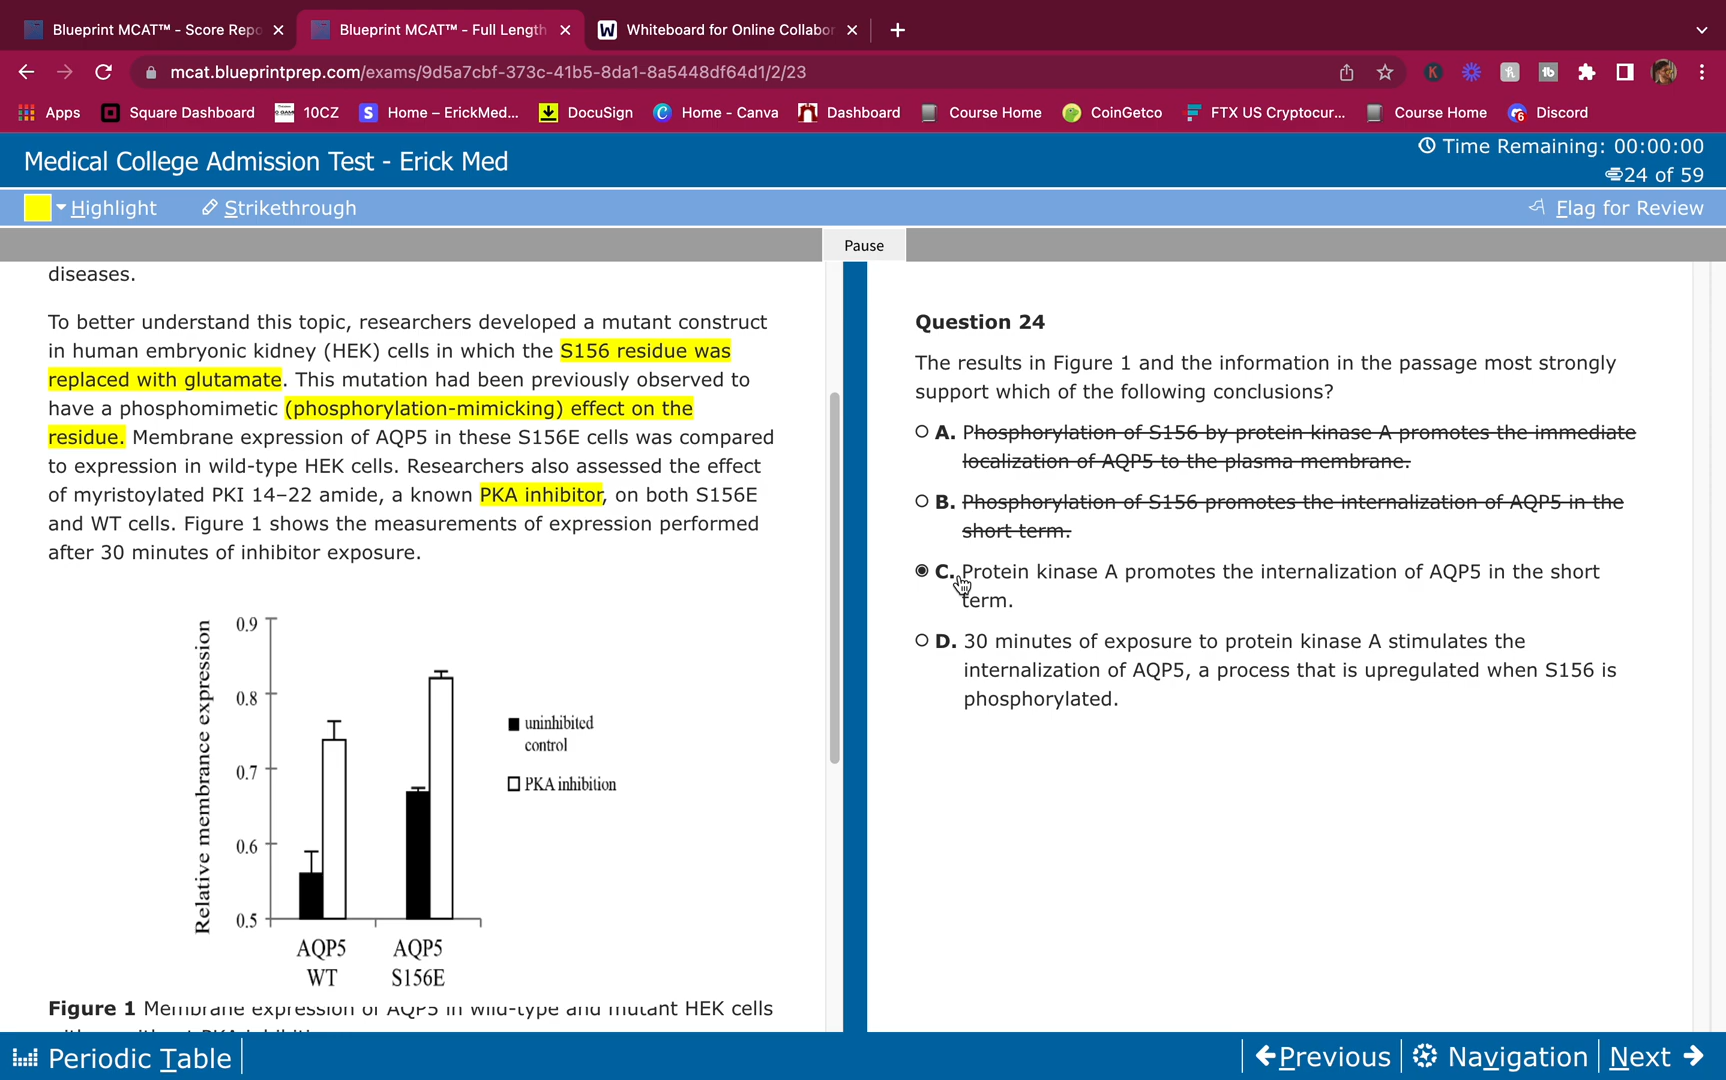 Blueprint MCAT™ - Score Repo
Blueprint MCAT™ - Full Length
Whiteboard for Online Collabor
mcat.blueprintprep.com/exams/9d5a7cbf-373c-41b5-8da1-8a5448df64d1/2/23
Apps
Square Dashboard
10CZ
Home – ErickMed...
DocuSign
Home - Canva
Dashboard
Course Home
CoinGetco
FTX US Cryptocur...
Course Home
Discord
Medical College Admission Test - Erick Med
Time Remaining: 00:00:00
24 of 59
Highlight
Strikethrough
Flag for Review
Pause
diseases.
To better understand this topic, researchers developed a mutant construct
in human embryonic kidney (HEK) cells in which the S156 residue was
replaced with glutamate. This mutation had been previously observed to
have a phosphomimetic (phosphorylation-mimicking) effect on the
residue. Membrane expression of AQP5 in these S156E cells was compared
to expression in wild-type HEK cells. Researchers also assessed the effect
of myristoylated PKI 14–22 amide, a known PKA inhibitor, on both S156E
and WT cells. Figure 1 shows the measurements of expression performed
after 30 minutes of inhibitor exposure.
Relative membrance expression
0.9
0.8
0.7
0.6
0.5
uninhibited
control
PKA inhibition
AQP5
WT
AQP5
S156E
Figure 1 Membrane expression of AQP5 in wild-type and mutant HEK cells
Question 24
The results in Figure 1 and the information in the passage most strongly
support which of the following conclusions?
A. Phosphorylation of S156 by protein kinase A promotes the immediate
localization of AQP5 to the plasma membrane.
B. Phosphorylation of S156 promotes the internalization of AQP5 in the
short term.
C. Protein kinase A promotes the internalization of AQP5 in the short
term.
D. 30 minutes of exposure to protein kinase A stimulates the
internalization of AQP5, a process that is upregulated when S156 is
phosphorylated.
Periodic Table
Previous
Navigation
Next